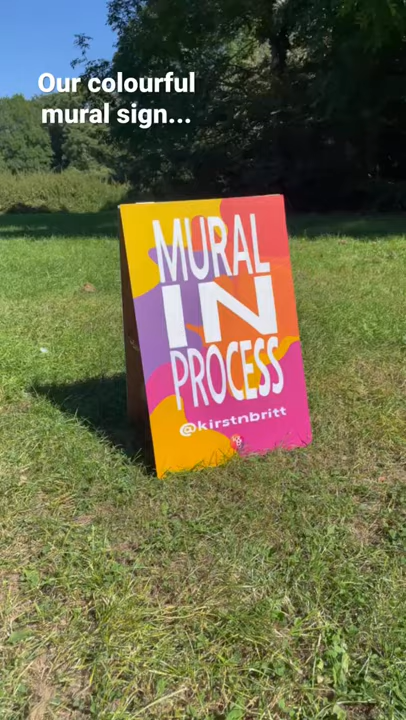 Our colourful
mural sign...
MURAL
IN
PROCESS
@kirstnbritt